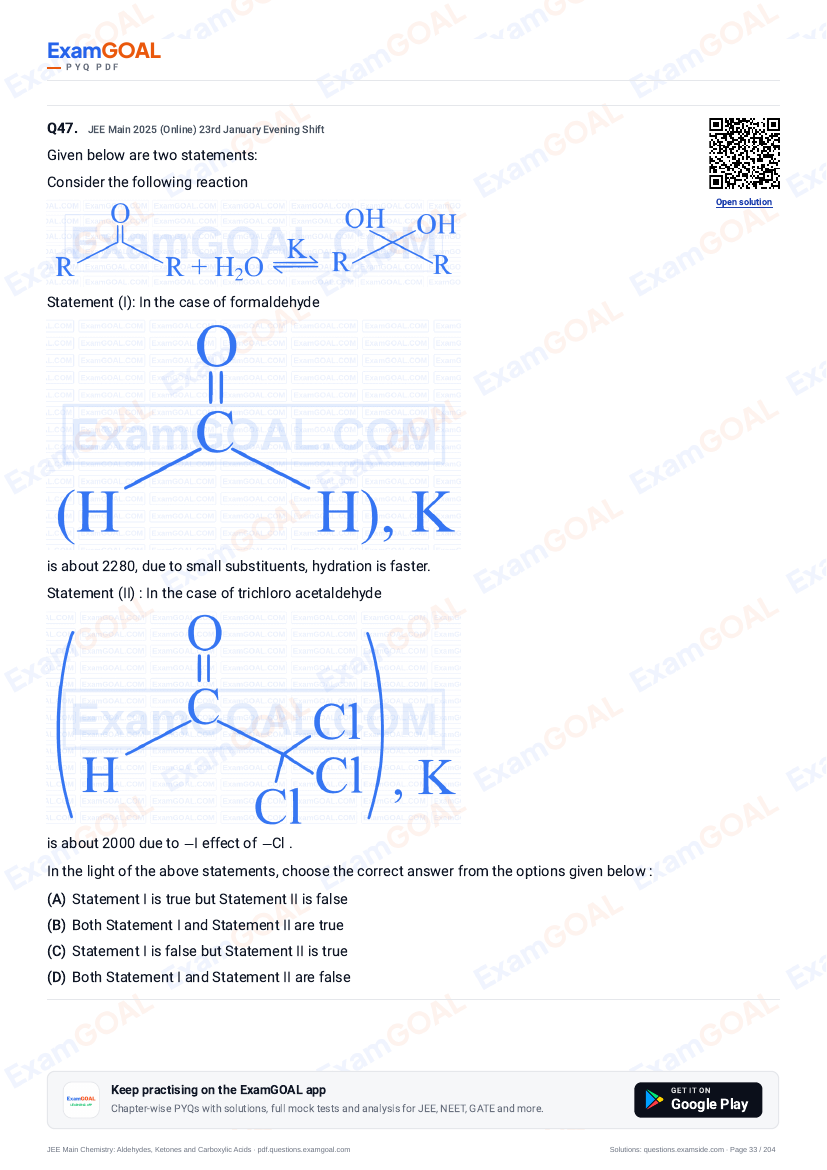 ExamGOAL
PYQ PDF
Q47. JEE Main 2025 (Online) 23rd January Evening Shift
Given below are two statements:
Open solution
Consider the following reaction
O
OH OH
R R + H₂O K R R
Statement (I): In the case of formaldehyde
O
C
(H H), K
is about 2280, due to small substituents, hydration is faster.
Statement (II) : In the case of trichloro acetaldehyde
O
C
Cl
H Cl , K
Cl
is about 2000 due to –I effect of –Cl .
In the light of the above statements, choose the correct answer from the options given below :
(A) Statement I is true but Statement II is false
(B) Both Statement I and Statement II are true
(C) Statement I is false but Statement II is true
(D) Both Statement I and Statement II are false
Keep practising on the ExamGOAL app
Chapter-wise PYQs with solutions, full mock tests and analysis for JEE, NEET, GATE and more.
GET IT ON
Google Play
JEE Main Chemistry: Aldehydes, Ketones and Carboxylic Acids · pdf.questions.examgoal.com
Solutions: questions.examside.com · Page 33 / 204